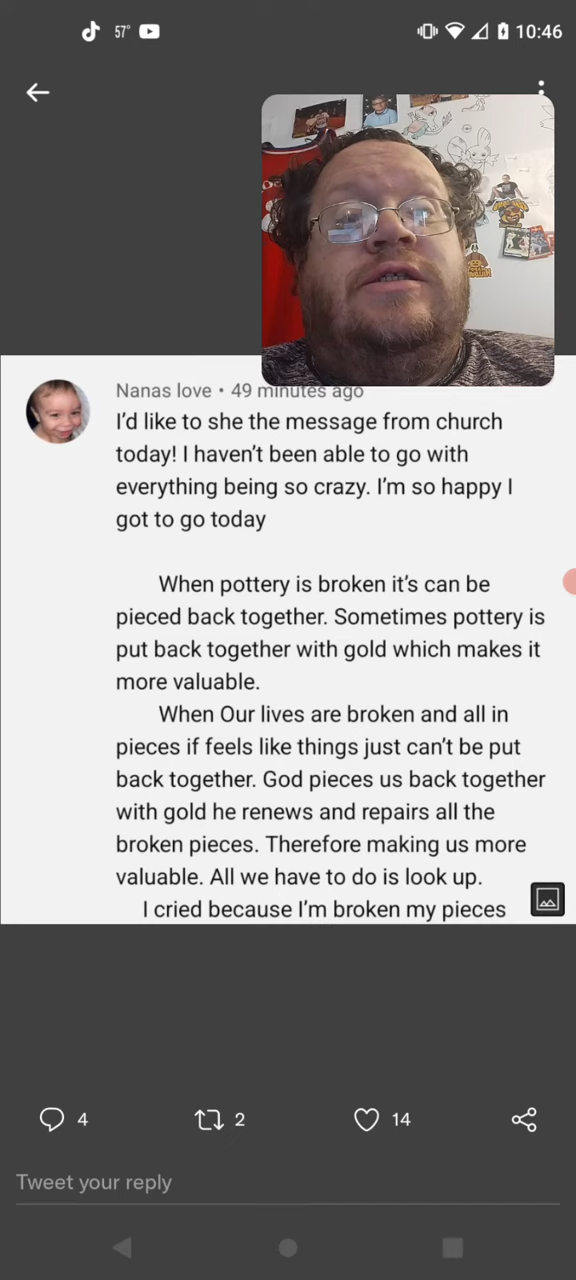 57°
10:46
Nanas love • 49 minutes ago
I'd like to she the message from church
today! I haven't been able to go with
everything being so crazy. I'm so happy I
got to go today
When pottery is broken it's can be
pieced back together. Sometimes pottery is
put back together with gold which makes it
more valuable.
When Our lives are broken and all in
pieces if feels like things just can't be put
back together. God pieces us back together
with gold he renews and repairs all the
broken pieces. Therefore making us more
valuable. All we have to do is look up.
I cried because I'm broken my pieces
4
2
14
Tweet your reply